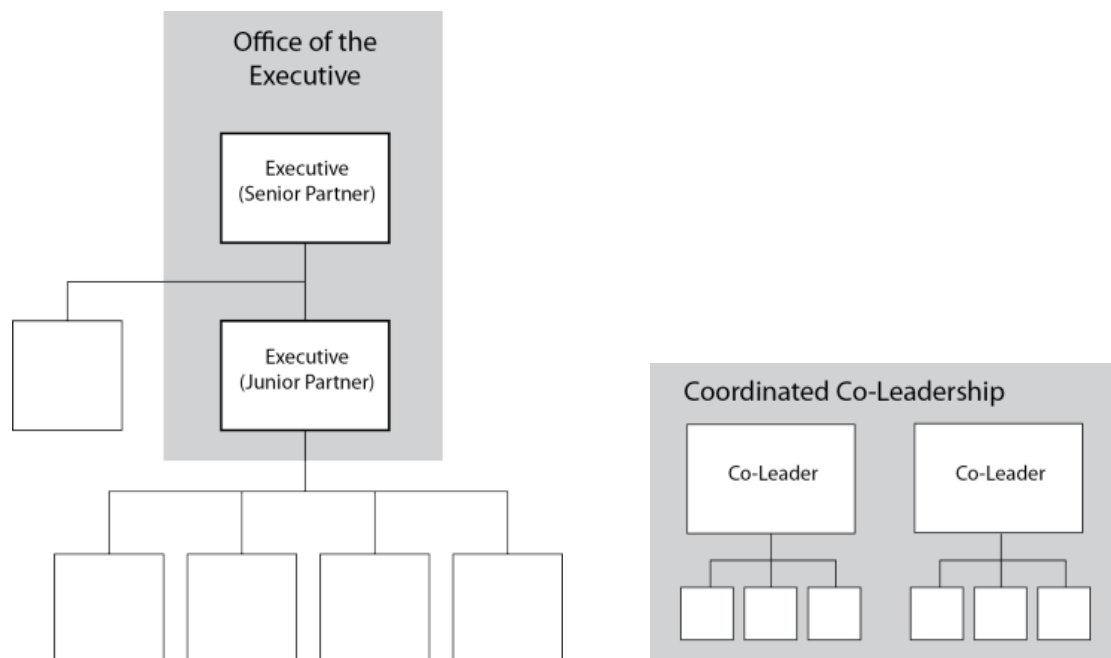 Office of the
Executive
Executive
(Senior Partner)
Executive
(Junior Partner)
Coordinated Co-Leadership
Co-Leader
Co-Leader